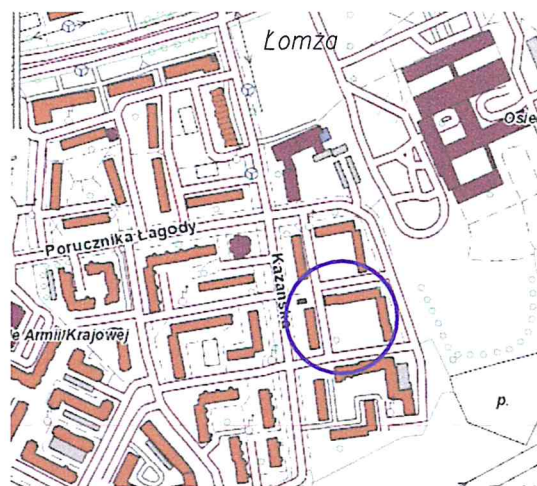 Łomża
Osie
Porucznika Łagody
Kazańska
e Armii Krajowej
p.